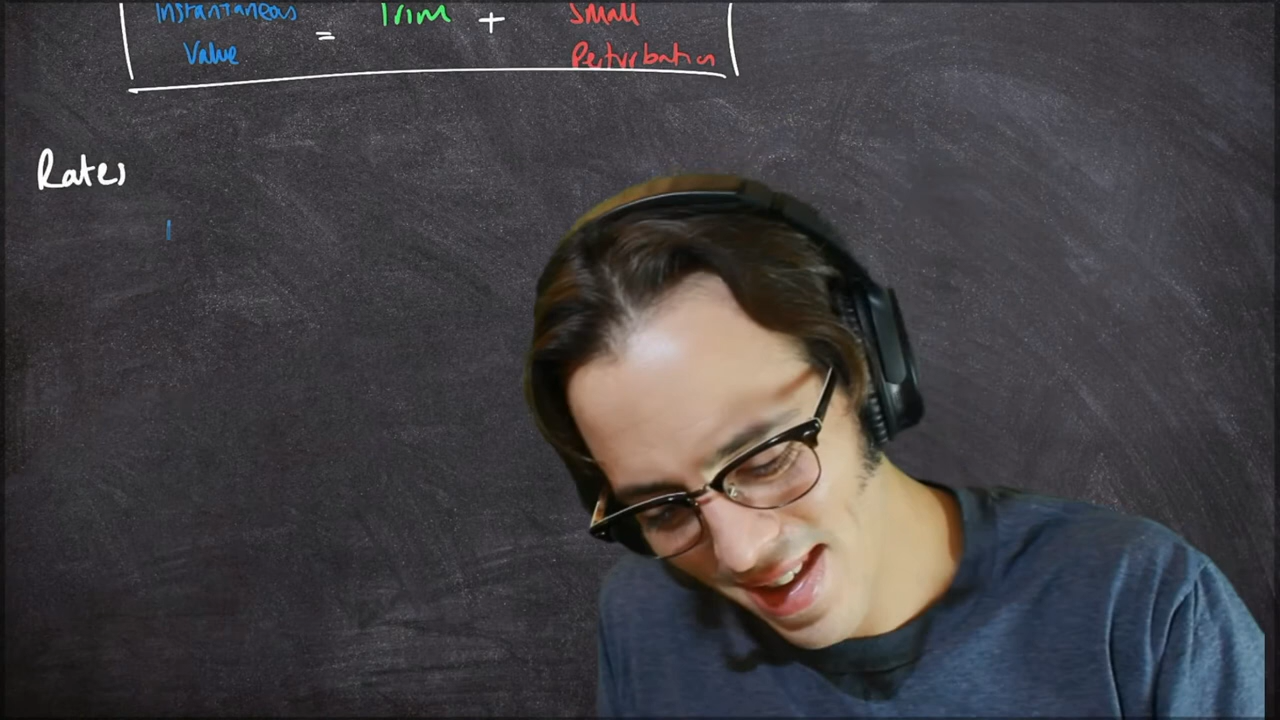 Instantaneous Trim + Small
Value = Perturbation
Rates